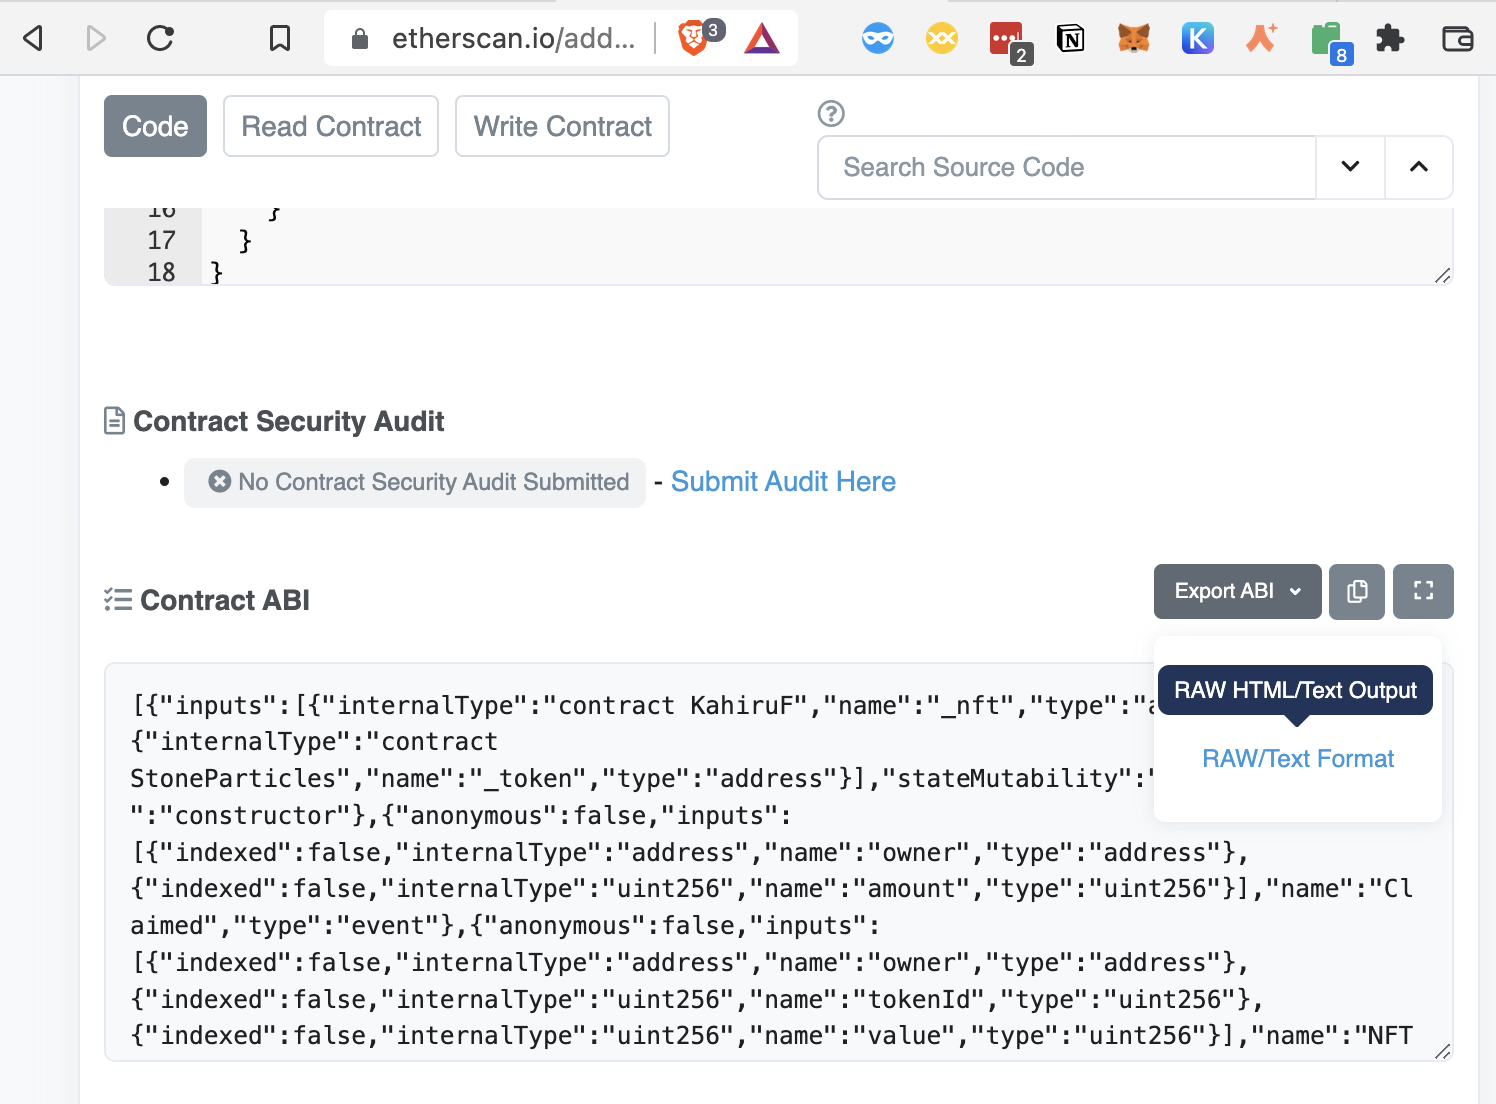 etherscan.io/add...
3
2
N
K
8
Code
Read Contract
Write Contract
?
Search Source Code
16 }
17 }
18 }
Contract Security Audit
No Contract Security Audit Submitted - Submit Audit Here
Contract ABI
Export ABI
RAW HTML/Text Output
RAW/Text Format
[{"inputs":[{"internalType":"contract KahiruF","name":"_nft","type":"a
{"internalType":"contract
StoneParticles","name":"_token","type":"address"}],"stateMutability":"
":"constructor"},{"anonymous":false,"inputs":
[{"indexed":false,"internalType":"address","name":"owner","type":"address"},
{"indexed":false,"internalType":"uint256","name":"amount","type":"uint256"}],"name":"Cl
aimed","type":"event"},{"anonymous":false,"inputs":
[{"indexed":false,"internalType":"address","name":"owner","type":"address"},
{"indexed":false,"internalType":"uint256","name":"tokenId","type":"uint256"},
{"indexed":false,"internalType":"uint256","name":"value","type":"uint256"}],"name":"NFT